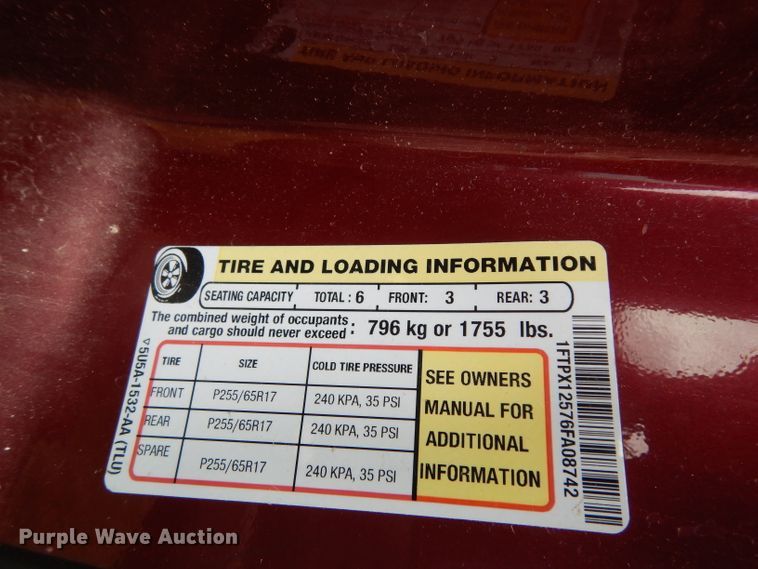 TIRE AND LOADING INFORMATION
SEATING CAPACITY TOTAL : 6 FRONT: 3 REAR: 3
The combined weight of occupants and cargo should never exceed : 796 kg or 1755 lbs.
TIRE SIZE COLD TIRE PRESSURE
FRONT P255/65R17 240 KPA, 35 PSI
REAR P255/65R17 240 KPA, 35 PSI
SPARE P255/65R17 240 KPA, 35 PSI
SEE OWNERS
MANUAL FOR
ADDITIONAL
INFORMATION
5U5A-1532-AA (TLU)
1FTPX12576FA08742
Purple Wave Auction